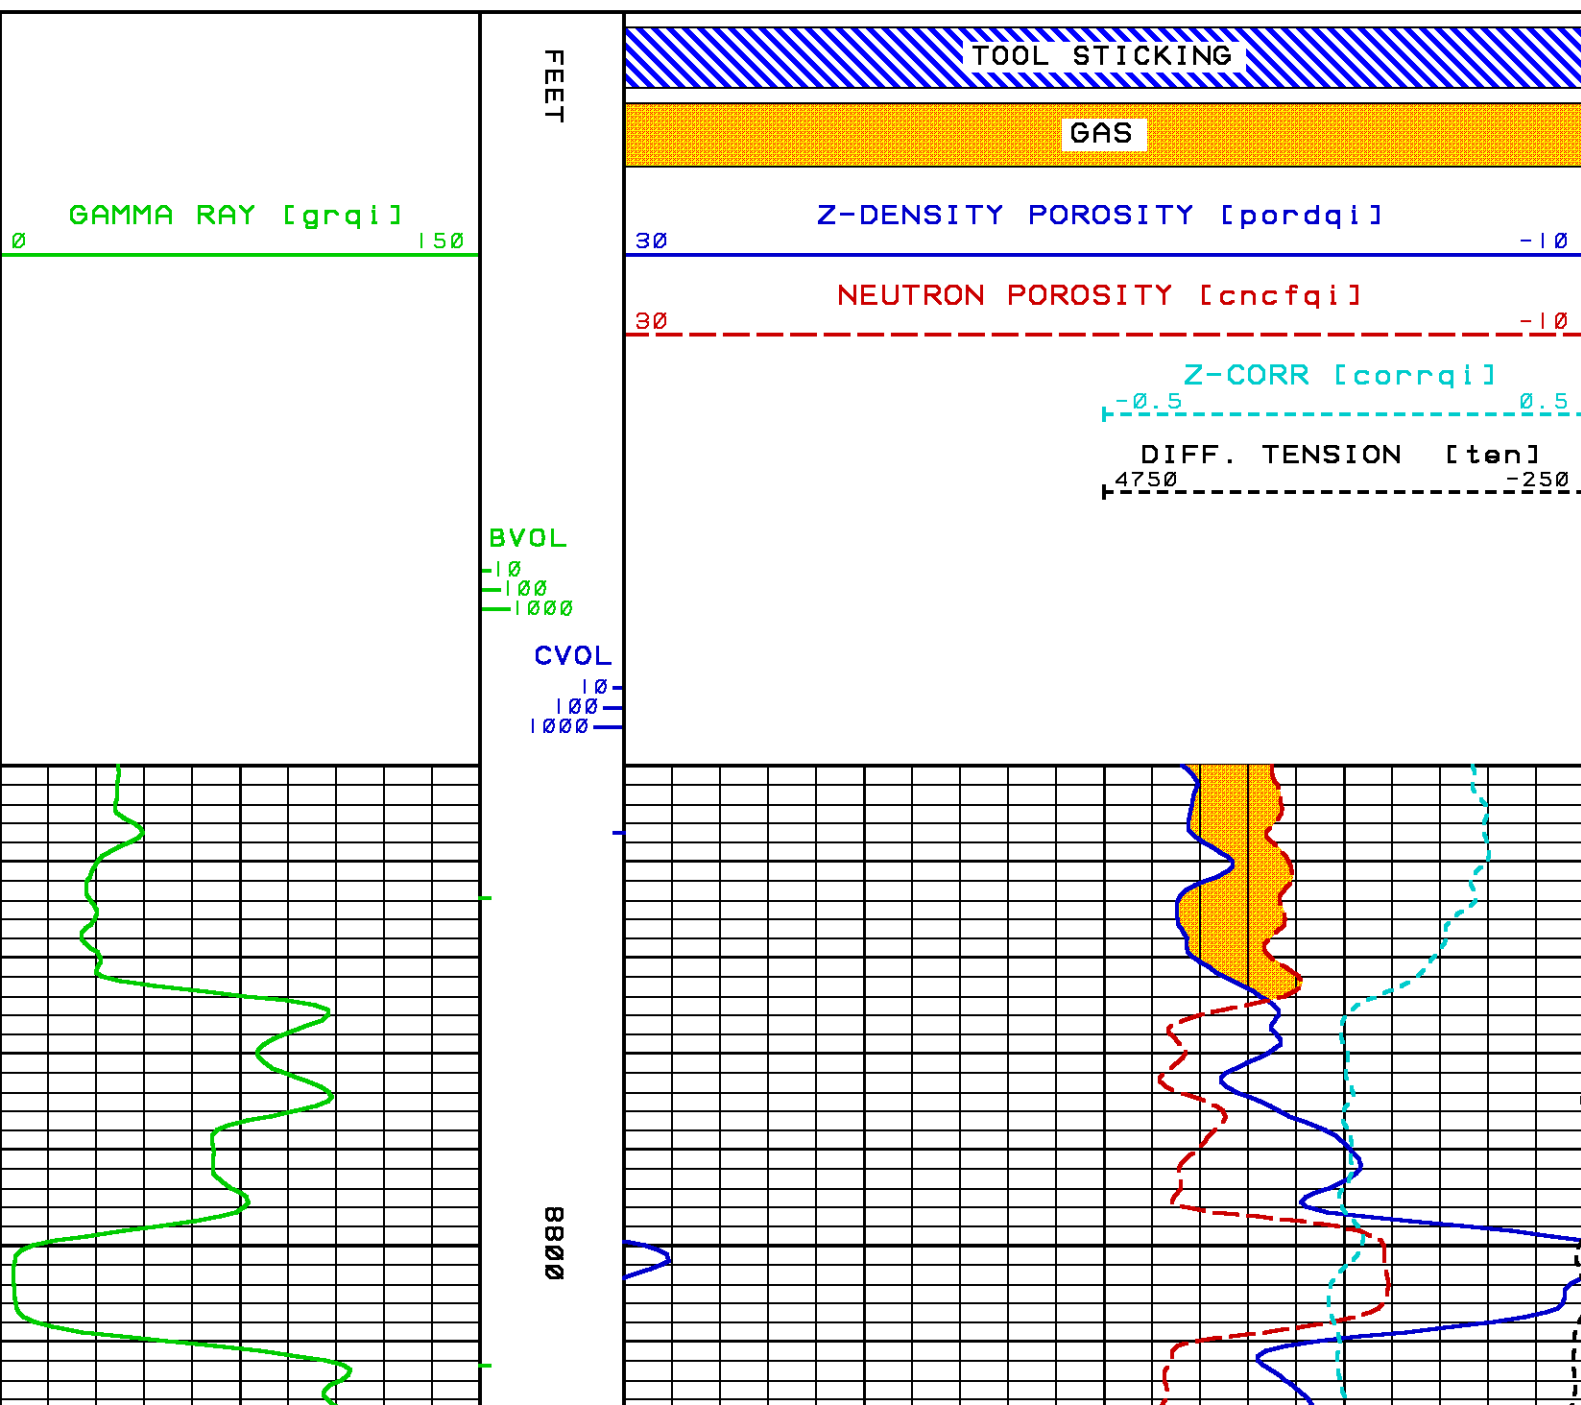 FEET
TOOL STICKING
GAS
GAMMA RAY [grqi]
0 150
Z-DENSITY POROSITY [pordqi]
30 -10
NEUTRON POROSITY [cncfqi]
30 -10
Z-CORR [corrqi]
-0.5 0.5
DIFF. TENSION [ten]
4750 -250
BVOL
10
100
1000
CVOL
10
100
1000
8800